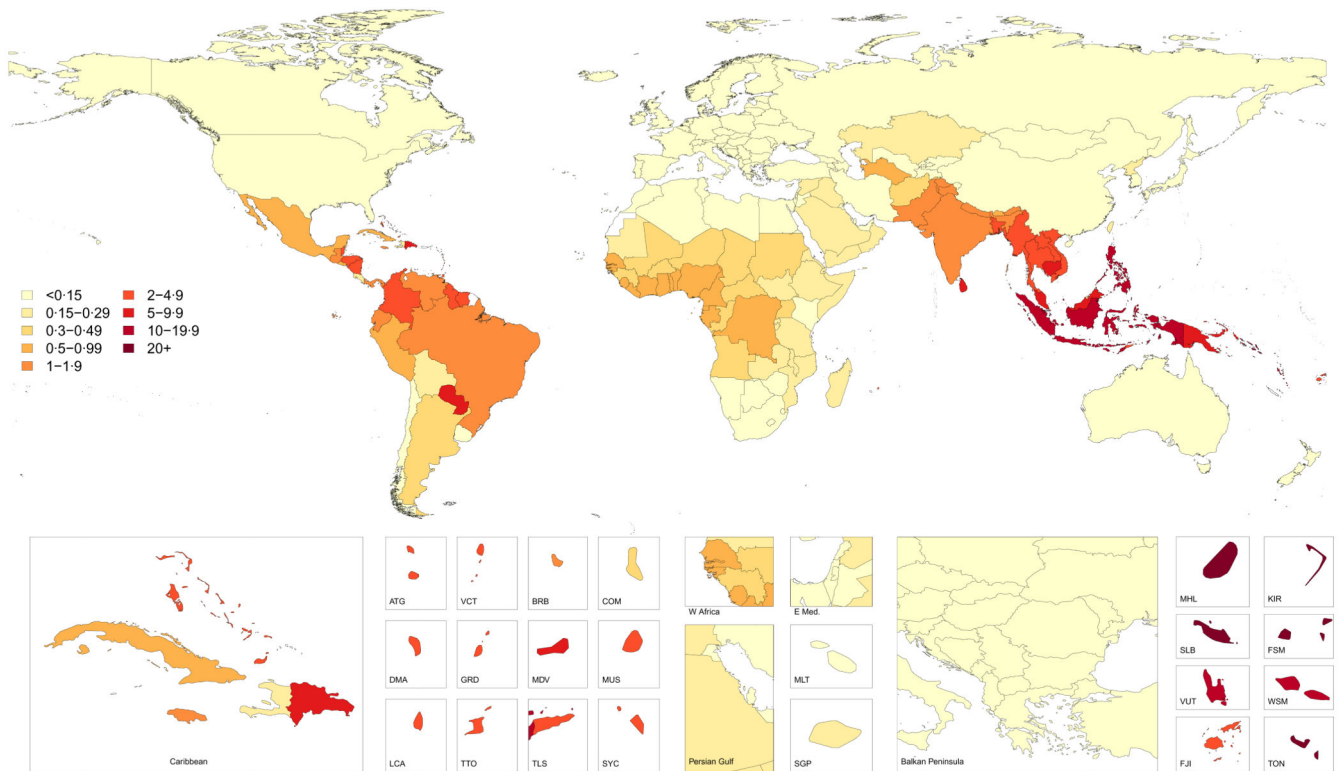 <0·15
0·15–0·29
0·3–0·49
0·5–0·99
1–1·9
2–4·9
5–9·9
10–19·9
20+
Caribbean
ATG
VCT
BRB
COM
DMA
GRD
MDV
MUS
LCA
TTO
TLS
SYC
W Africa
E Med.
Persian Gulf
MLT
SGP
Balkan Peninsula
MHL
KIR
SLB
FSM
VUT
WSM
FJI
TON